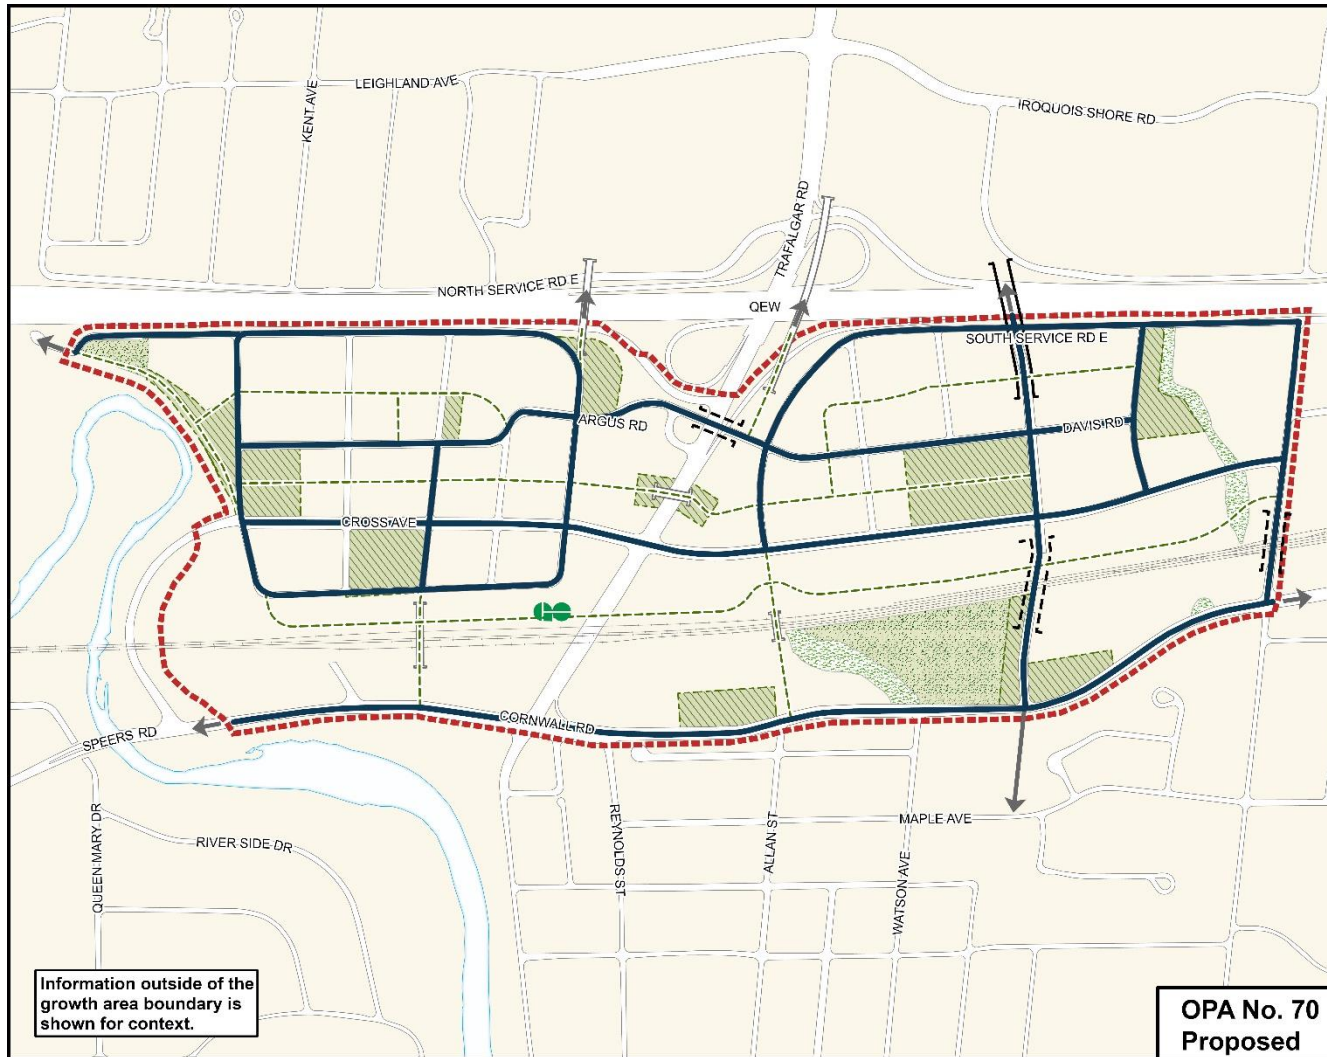 LEIGHLAND AVE
KENT AVE
IROQUOIS SHORE RD
TRAFALGAR RD
NORTH SERVICE RD E
QEW
SOUTH SERVICE RD E
ARGUS RD
DAVIS RD
CROSS AVE
GO
CORNWALL RD
SPEERS RD
QUEEN MARY DR
RIVER SIDE DR
REYNOLDS ST
ALLAN ST
MAPLE AVE
WATSON AVE
Information outside of the
growth area boundary is
shown for context.
OPA No. 70
Proposed